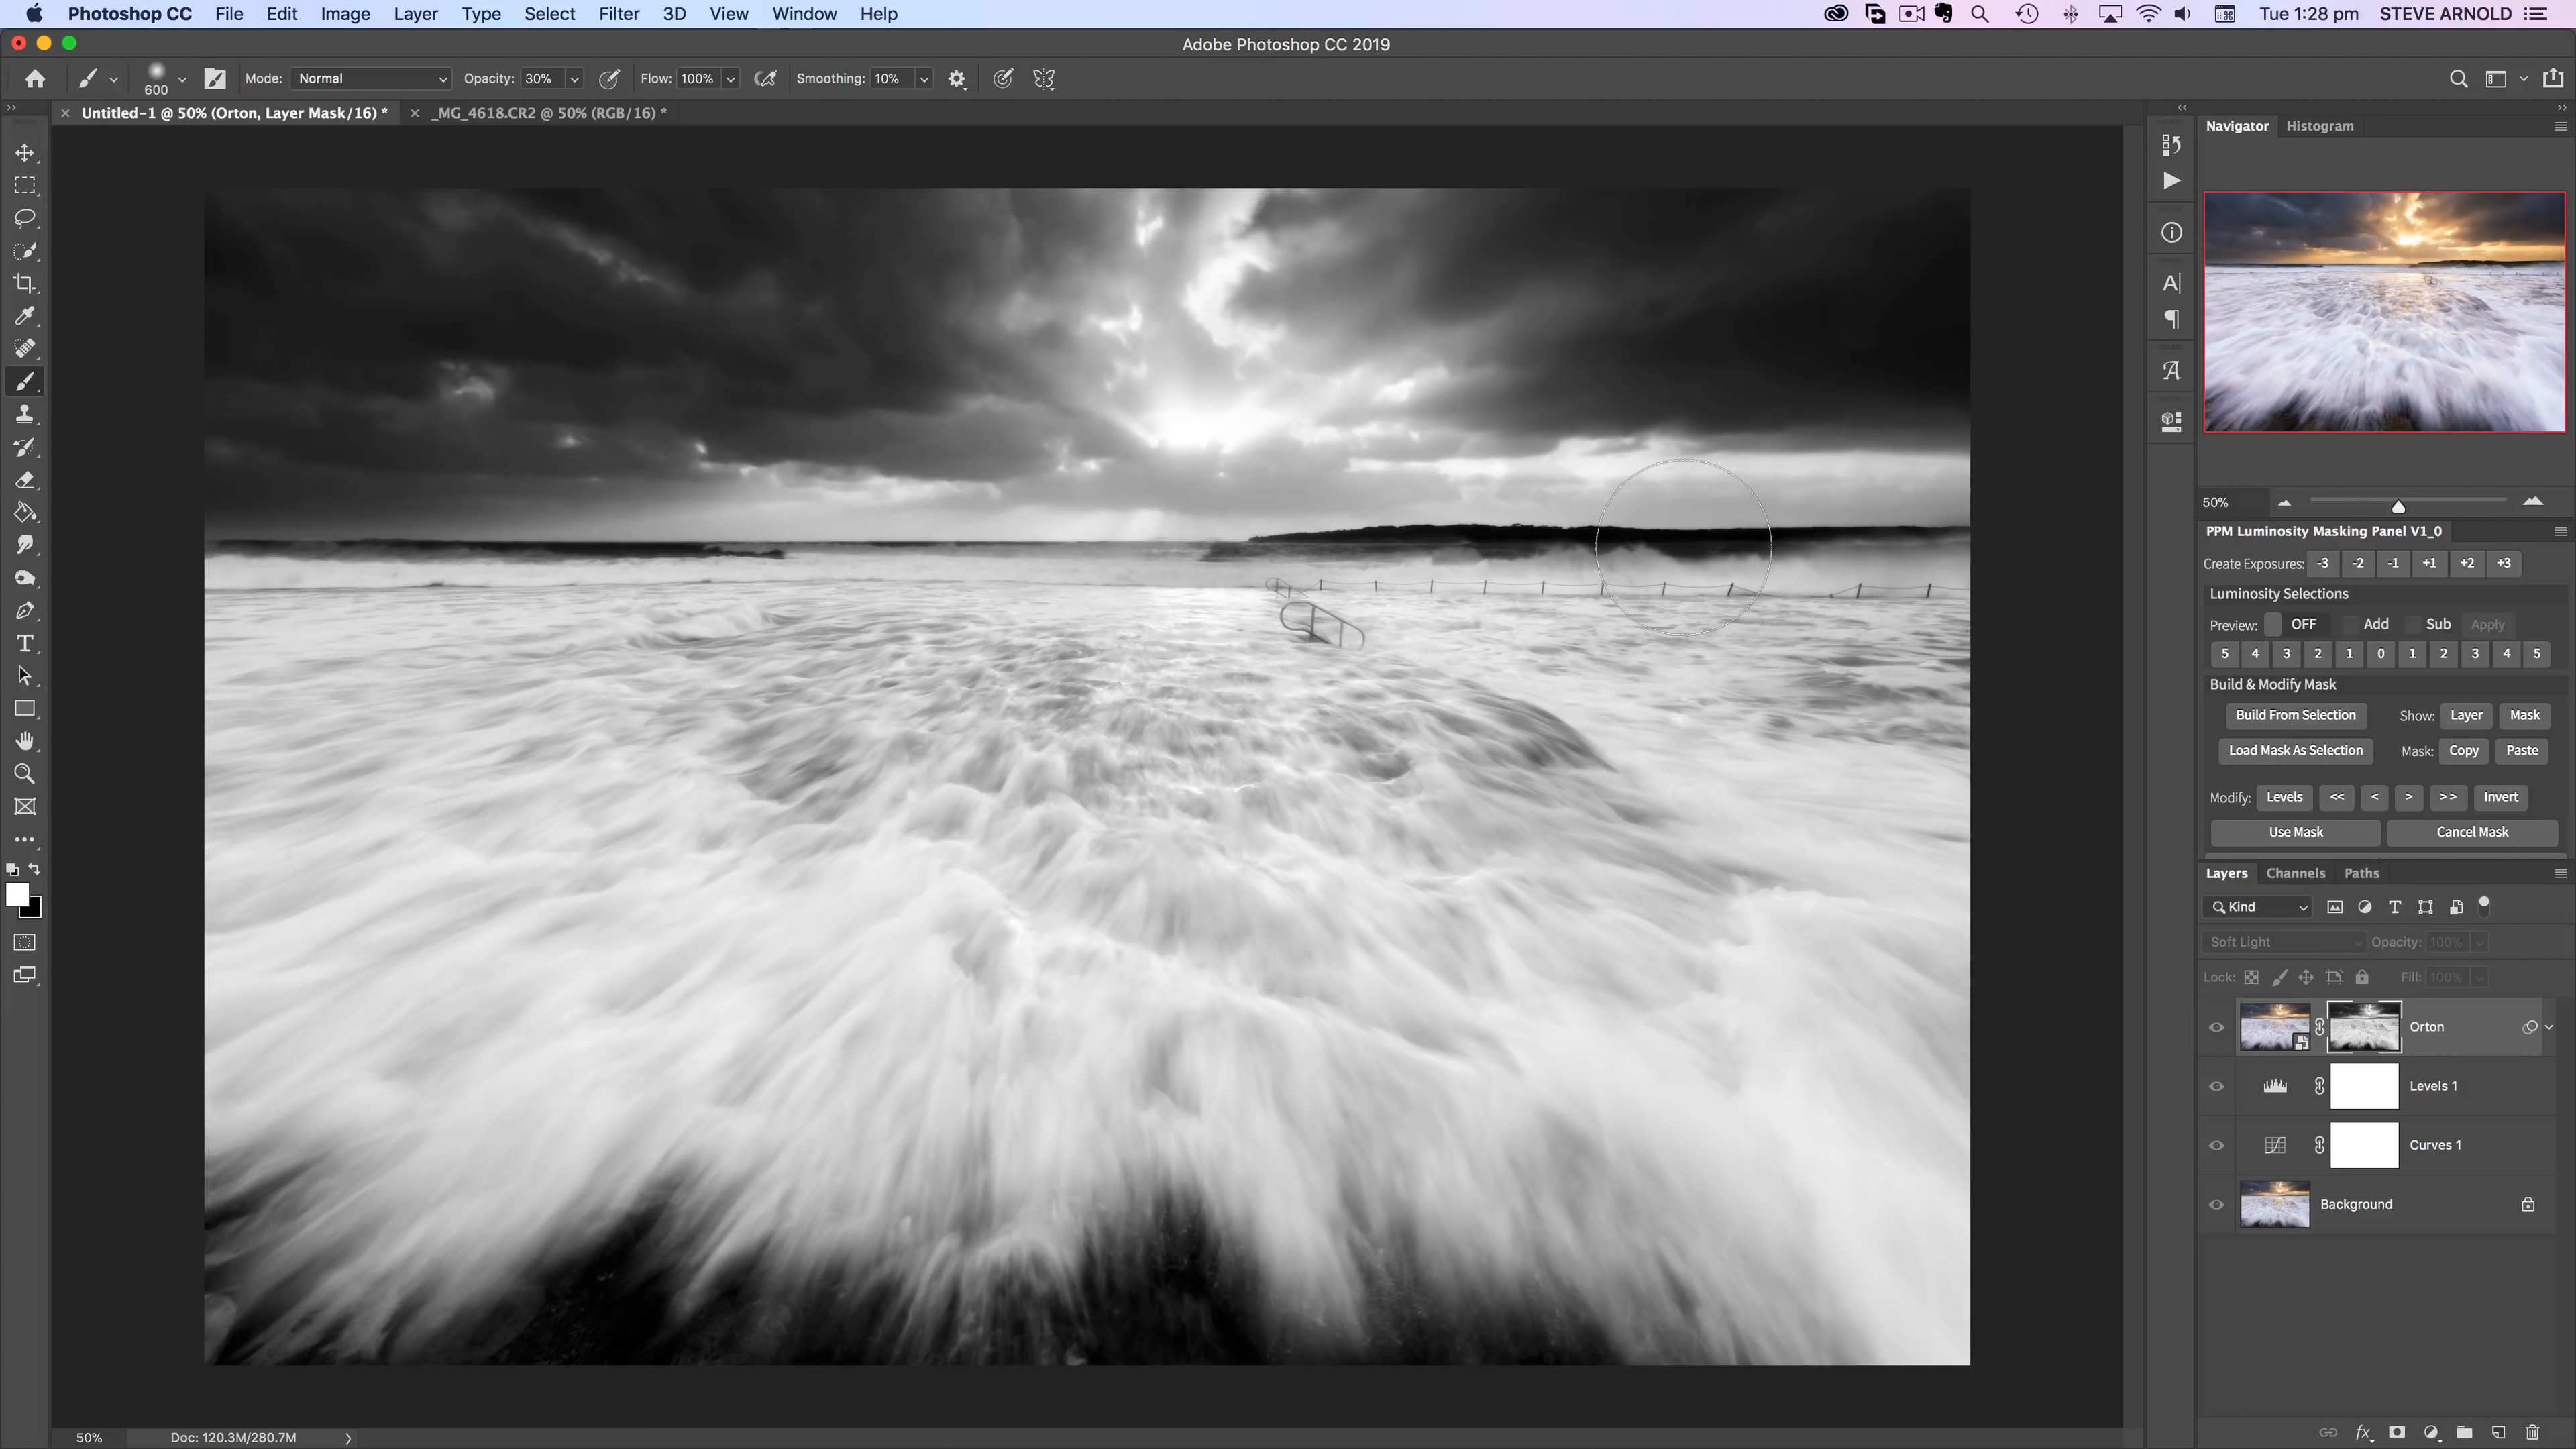 Photoshop CC File Edit Image Layer Type Select Filter 3D View Window Help Tue 1:28 pm STEVE ARNOLD
Adobe Photoshop CC 2019
600 Mode: Normal Opacity: 30% Flow: 100% Smoothing: 10%
Untitled-1 @ 50% (Orton, Layer Mask/16) * _MG_4618.CR2 @ 50% (RGB/16) *
Navigator Histogram
50%
PPM Luminosity Masking Panel V1_0
Create Exposures: -3 -2 -1 +1 +2 +3
Luminosity Selections
Preview: OFF Add Sub Apply
5 4 3 2 1 0 1 2 3 4 5
Build & Modify Mask
Build From Selection Show: Layer Mask
Load Mask As Selection Mask: Copy Paste
Modify: Levels << < > >> Invert
Use Mask Cancel Mask
Layers Channels Paths
Kind
Soft Light Opacity: 100%
Lock: Fill: 100%
Orton
Levels 1
Curves 1
Background
50% Doc: 120.3M/280.7M